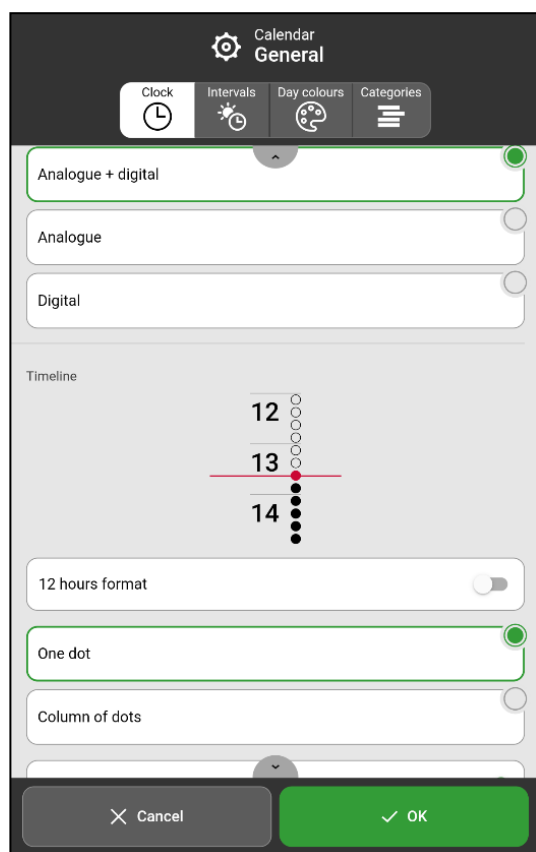 Calendar
General
Clock
Intervals
Day colours
Categories
Analogue + digital
Analogue
Digital
Timeline
12
13
14
12 hours format
One dot
Column of dots
Cancel
OK